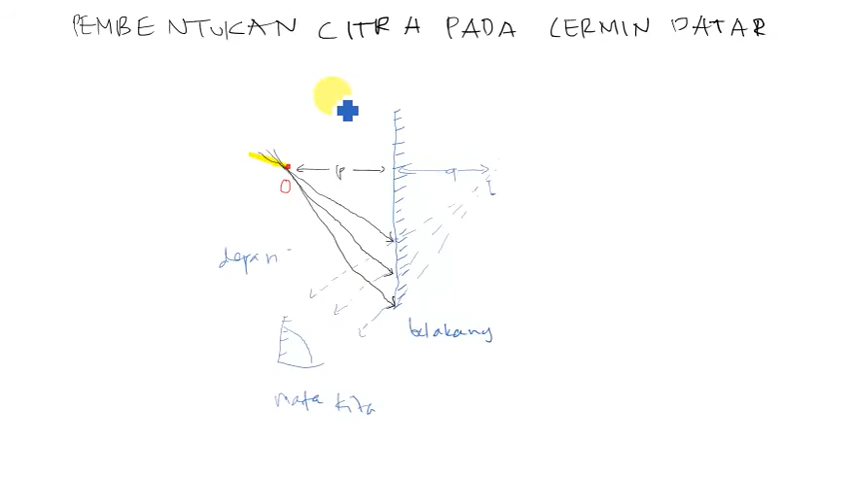 PEMBENTUKAN CITRA PADA CERMIN DATAR
p q
O I
depan
belakang
mata kita